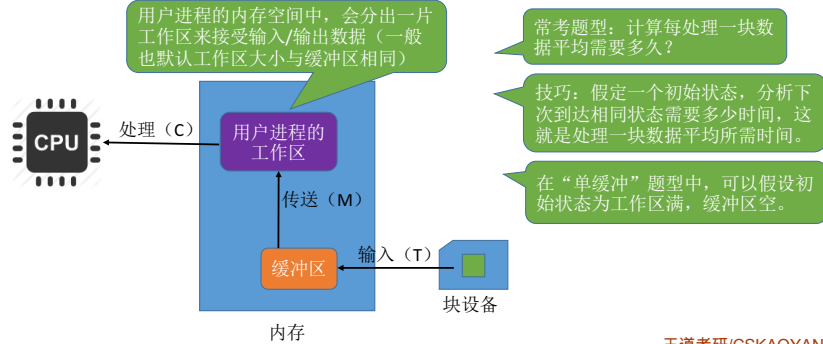 用户进程的内存空间中，会分出一片
工作区来接受输入/输出数据（一般
也默认工作区大小与缓冲区相同）
常考题型：计算每处理一块数
据平均需要多久？
技巧：假定一个初始状态，分析下
次到达相同状态需要多少时间，这
就是处理一块数据平均所需时间。
在“单缓冲”题型中，可以假设初
始状态为工作区满，缓冲区空。
CPU
处理（C）
用户进程的
工作区
传送（M）
缓冲区
输入（T）
块设备
内存